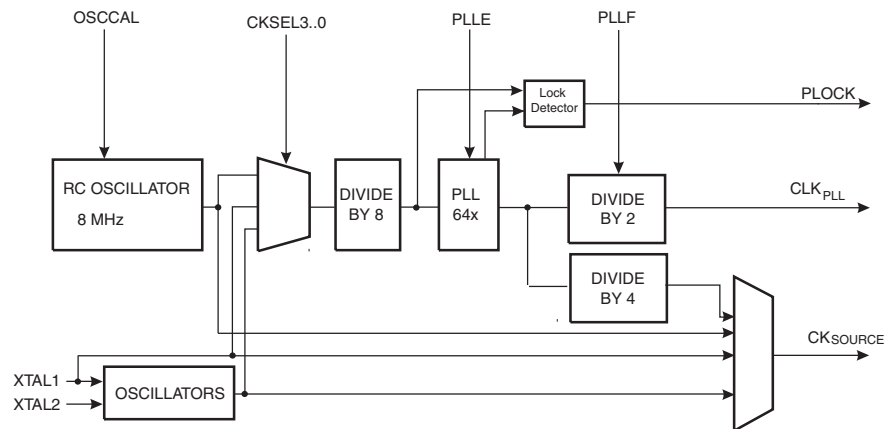 OSCCAL
CKSEL3..0
PLLE
PLLF
Lock
Detector
PLOCK
RC OSCILLATOR
8 MHz
DIVIDE
BY 8
PLL
64x
DIVIDE
BY 2
CLKPLL
DIVIDE
BY 4
CKSOURCE
XTAL1
XTAL2
OSCILLATORS